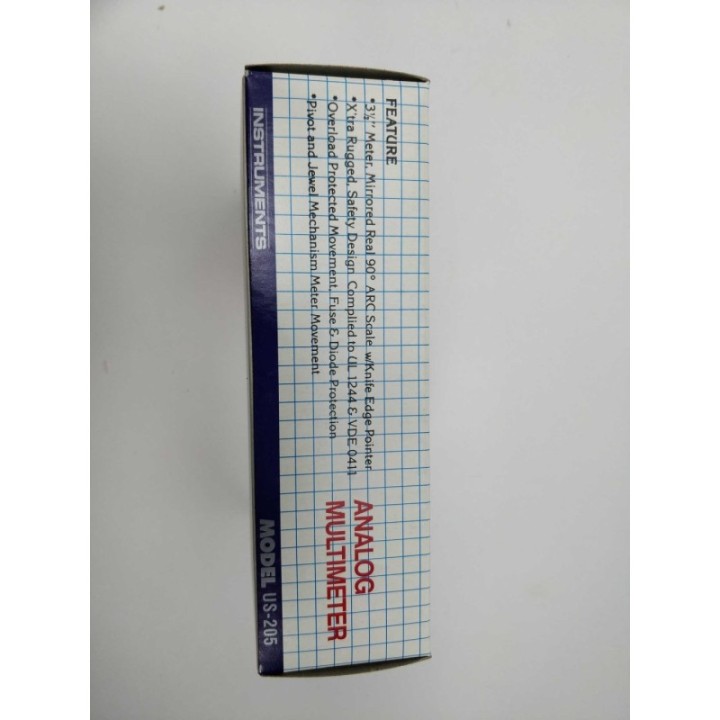 FEATURE
•3½" Meter, Mirrored Real 90° ARC Scale w/Knife Edge Pointer
•X'tra Rugged, Safety Design Complied to UL 1244 & VDE 0411
•Overload Protected Movement, Fuse & Diode Protection
•Pivot and Jewel Mechanism Meter Movement
ANALOG
MULTIMETER
INSTRUMENTS MODEL US-205